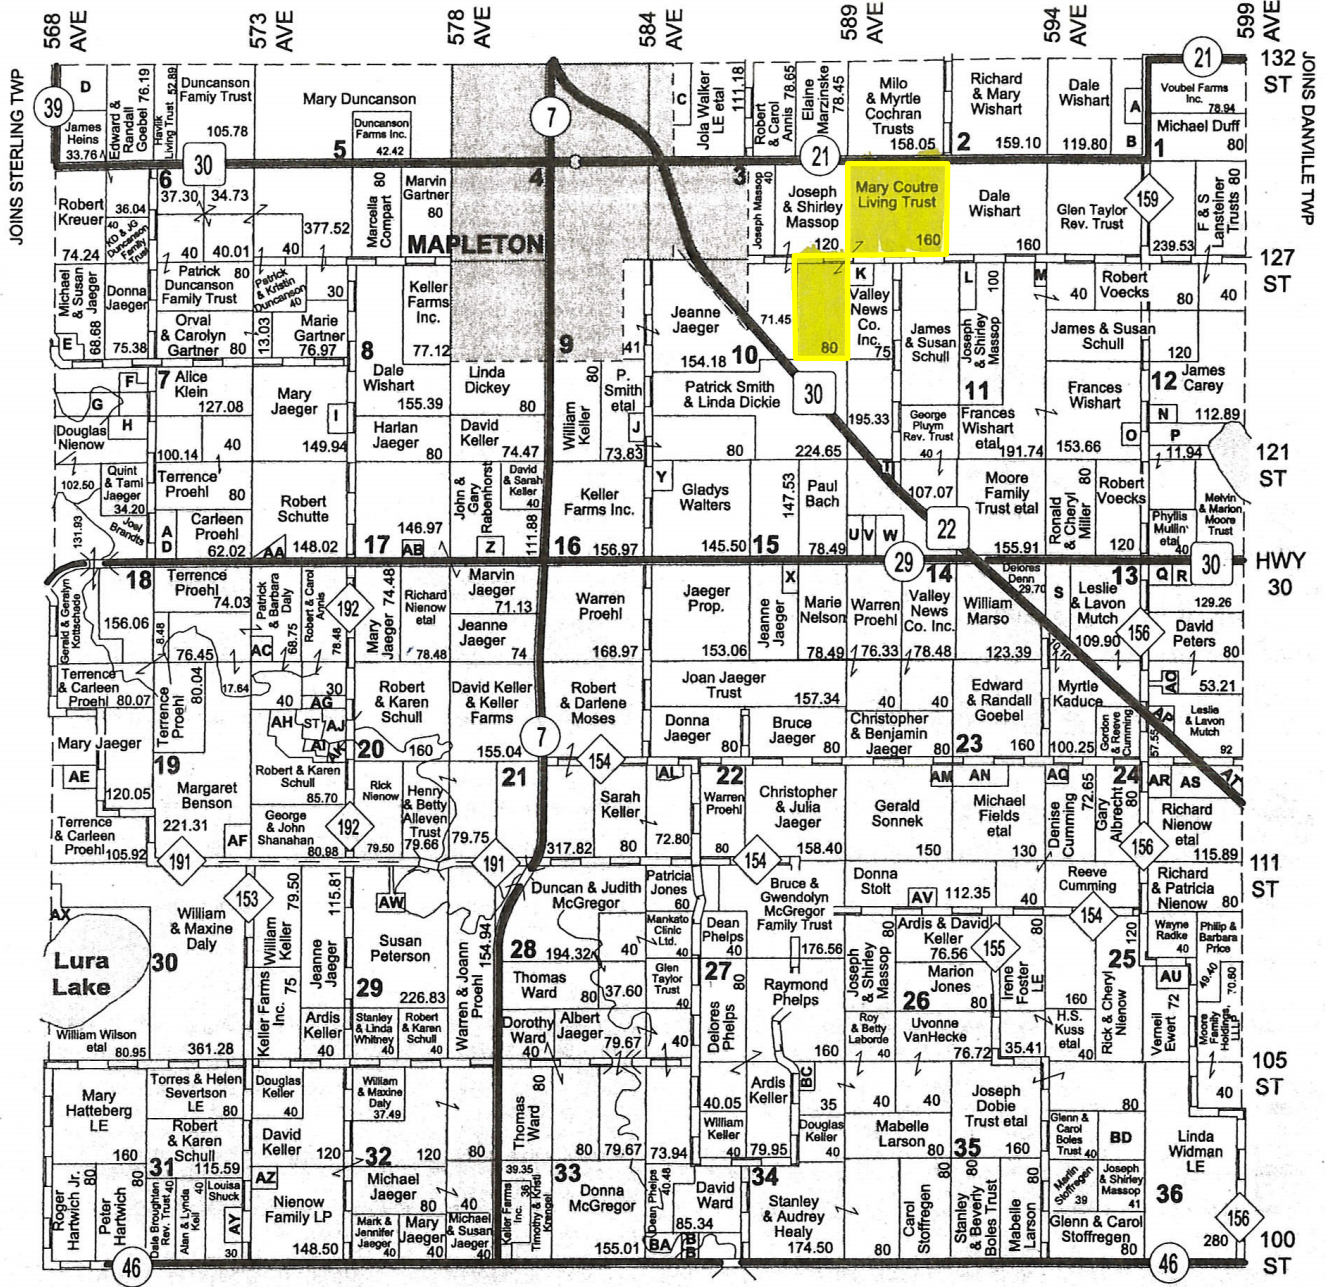 568 AVE
573 AVE
578 AVE
584 AVE
589 AVE
594 AVE
599 AVE
JOINS STERLING TWP
JOINS DANVILLE TWP
132 ST
127 ST
121 ST
HWY 30
111 ST
105 ST
100 ST
39
D
Edward & Randall Goebel 76.19
Havlik Living Trust 52.89
Duncanson Famiy Trust
105.78
Mary Duncanson
Duncanson Farms Inc.
42.42
5
7
C
Jola Walker LE etal 111.18
Robert & Carol Annis 78.65
Elaine Marzinske 78.45
Milo & Myrtle Cochran Trusts
158.05
Richard & Mary Wishart
2 159.10
Dale Wishart
119.80
A
B
21
Voubel Farms Inc.
78.94
Michael Duff
1 80
James Heins
33.76
30
21
6
37.30
34.73
4
3
Robert Kreuer
74.24
36.04
40
KD & JG Duncanson Family Trust
40
40.01
40
377.52
Marcella Compart 80
Marvin Gartner
80
MAPLETON
Joseph Massop 40
Joseph & Shirley Massop
120
Mary Coutre Living Trust
160
Dale Wishart
160
Glen Taylor Rev. Trust
239.53
159
F & S Lansteiner Trusts 80
Michael & Susan Jaeger
68.68
E
Donna Jaeger
75.38
Patrick Duncanson Family Trust
80
Patrick & Kristin Duncanson
40
30
Orval & Carolyn Gartner 80
13.03
Marie Gartner
76.97
8
Keller Farms Inc.
77.12
9
41
Jeanne Jaeger
154.18
10
71.45
80
K
Valley News Co. Inc.
75
James & Susan Schull
L
100
Joseph & Shirley Massop
11
M
40
Robert Voecks
80
40
James & Susan Schull
120
7
F
G
H
Douglas Nienow
102.50
Alice Klein
127.08
100.14
40
Mary Jaeger
I
149.94
Dale Wishart
155.39
Harlan Jaeger
80
Linda Dickey
80
David Keller
74.47
William Keller
80
P. Smith etal
J
73.83
Patrick Smith & Linda Dickie
80
224.65
30
195.33
George Pluym Rev. Trust
40
Frances Wishart etal
191.74
Frances Wishart
153.66
12
James Carey
112.89
N
O
P
11.94
Quint & Tami Jaeger
34.20
131.93
Joel Brandts
Terrence Proehl
80
A D
Carleen Proehl
62.02
AA
Robert Schutte
148.02
17
146.97
AB
John & Gary Rabenhorst
Z
David & Sarah Keller
40
111.88
16
Keller Farms Inc.
156.97
Y
Gladys Walters
145.50
15
147.53
Paul Bach
78.49
T
U V W
107.07
22
29
Moore Family Trust etal
155.91
Ronald & Cheryl Miller
80
Robert Voecks
120
Phyllis Mullin etal
40
Melvin & Marion Moore Trust
30
18
Gerald & Geralyn Kottschade
156.06
Terrence Proehl
74.03
8.48
76.45
Patrick & Barbara Daly
68.75
AC
Robert & Carol Annis
78.48
192
Mary Jaeger 74.48
Richard Nienow etal
78.48
Marvin Jaeger
71.13
Jeanne Jaeger
74
Warren Proehl
168.97
Jaeger Prop.
153.06
Jeanne Jaeger
X
Marie Nelson
78.49
Warren Proehl
76.33
Valley News Co. Inc.
78.48
14
William Marso
123.39
Delores Denn
29.70
S
Leslie & Lavon Mutch
109.90
13
156
Q R
129.26
David Peters
80
Terrence & Carleen Proehl 80.07
Terrence Proehl
80.04
17.64
40
30
AG
AH
ST
AJ
AI
AK
20
Robert & Karen Schull
160
David Keller & Keller Farms
155.04
Robert & Darlene Moses
Joan Jaeger Trust
157.34
Donna Jaeger
80
Bruce Jaeger
80
40
40
Christopher & Benjamin Jaeger 80
Edward & Randall Goebel
23 160
Myrtle Kaduce
100.25
Gordon & Reeve Cumming
AO
53.21
AP
57.55
Leslie & Lavon Mutch
92
Mary Jaeger
AE
120.05
19
Margaret Benson
221.31
Robert & Karen Schull
85.70
AF
George & John Shanahan
80.98
192
Rick Nienow
79.50
Henry & Betty Alleven Trust
79.66
21
79.75
7
154
317.82
Sarah Keller
80
AL
72.80
22
Warren Proehl
80
Christopher & Julia Jaeger
158.40
154
Gerald Sonnek
150
AM
AN
Michael Fields etal
130
AQ
Denise Cumming
72.65
Gary Albrecht
80
24
AR AS
AT
Richard Nienow etal
115.89
156
Terrence & Carleen Proehl 105.92
191
191
AX
Lura Lake
30
William & Maxine Daly
361.28
153
William Keller
79.50
Keller Farms Inc.
75
Jeanne Jaeger
115.81
Ardis Keller
40
AW
Susan Peterson
226.83
29
Stanley & Linda Whitney
40
Robert & Karen Schull
40
Warren & Joann Proehl
154.94
Duncan & Judith McGregor
28
194.32
40
Patricia Jones
60
Mankato Clinic Ltd.
40
Thomas Ward
80
37.60
Glen Taylor Trust
40
Dorothy Ward
40
Albert Jaeger
79.67
40
Dean Phelps
40
27
Delores Phelps
80
Bruce & Gwendolyn McGregor Family Trust
176.56
Raymond Phelps
160
Donna Stolt
AV
112.35
40
Joseph & Shirley Massop
80
Ardis & David Keller
76.56
155
Marion Jones
80
26
Roy & Betty Laborde
40
Uvonne VanHecke
76.72
Irene Foster LE
80
35.41
Reeve Cumming
154
160
H.S. Kuss etal
40
Rick & Cheryl Nienow
120
25
Richard & Patricia Nienow 80
Wayne Radke
40
Philip & Barbara Price
49.40
AU
Verneil Ewert 72
70.80
Moore Family Holdings, LLLP
40
William Wilson etal
80.95
Mary Hatteberg LE
160
Torres & Helen Severtson LE
80
Robert & Karen Schull
115.59
31
Roger Hartwich Jr.
80
Peter Hartwich
80
Dale Broughten Rev. Trust 40
Alan & Lynda Keil
40
Louisa Shuck
AY
30
Douglas Keller
40
David Keller
120
AZ
Nienow Family LP
148.50
William & Maxine Daly
37.49
32
120
80
Michael Jaeger
80
40
Mark & Jennifer Jaeger
40
Mary Jaeger
40
Michael & Susan Jaeger
40
Thomas Ward
80
39.35
Keller Farms Inc.
36
Timothy & Kristi Krengel
33
80
79.67
73.94
Donna McGregor
155.01
Dean Phelps
40.48
BA
BB
85.34
David Ward
40.05
William Keller
40
Ardis Keller
79.95
BC
35
Douglas Keller
40
34
Stanley & Audrey Healy
174.50
40
40
Mabelle Larson
80
35
Joseph Dobie Trust etal
160
Carol Stoffregen
80
80
Stanley & Beverly Boles Trust
80
Mabelle Larson
80
80
Glenn & Carol Boles Trust 40
BD
Merlin Stoffregen
39
Joseph & Shirley Massop
41
Glenn & Carol Stoffregen
80
Linda Widman LE
36
280
156
46
46